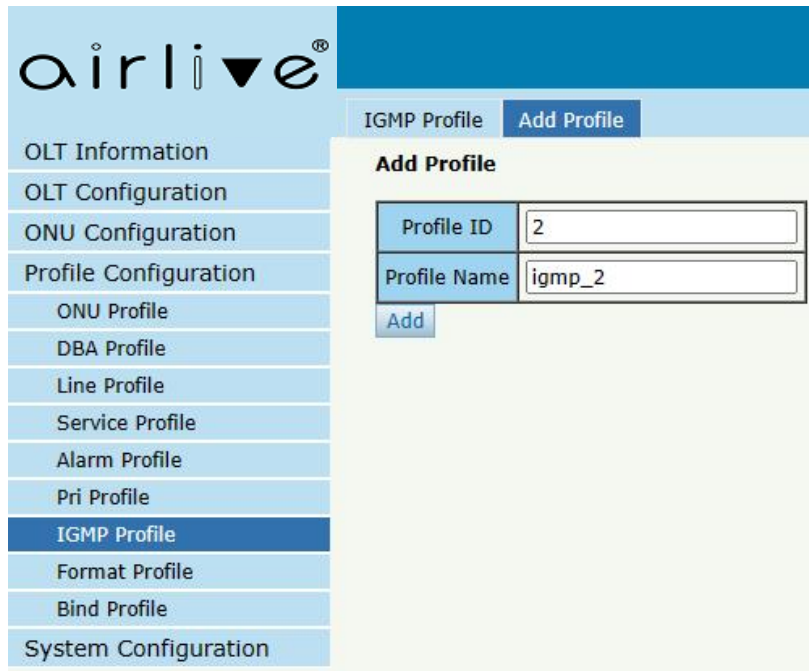 airlive®
IGMP Profile Add Profile
OLT Information
OLT Configuration
ONU Configuration
Profile Configuration
ONU Profile
DBA Profile
Line Profile
Service Profile
Alarm Profile
Pri Profile
IGMP Profile
Format Profile
Bind Profile
System Configuration
Add Profile
Profile ID 2
Profile Name igmp_2
Add